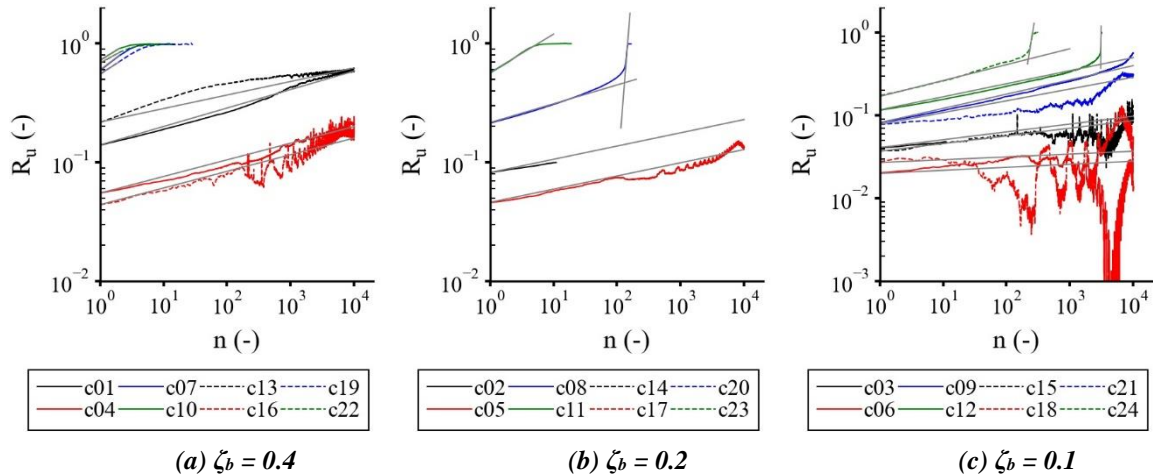 R_u (-)
10^0
10^-1
10^-2
10^0 10^1 10^2 10^3 10^4
n (-)
c01 c07 c13 c19
c04 c10 c16 c22
(a) ζ_b = 0.4
R_u (-)
10^0
10^-1
10^-2
10^0 10^1 10^2 10^3 10^4
n (-)
c02 c08 c14 c20
c05 c11 c17 c23
(b) ζ_b = 0.2
R_u (-)
10^0
10^-1
10^-2
10^-3
10^0 10^1 10^2 10^3 10^4
n (-)
c03 c09 c15 c21
c06 c12 c18 c24
(c) ζ_b = 0.1